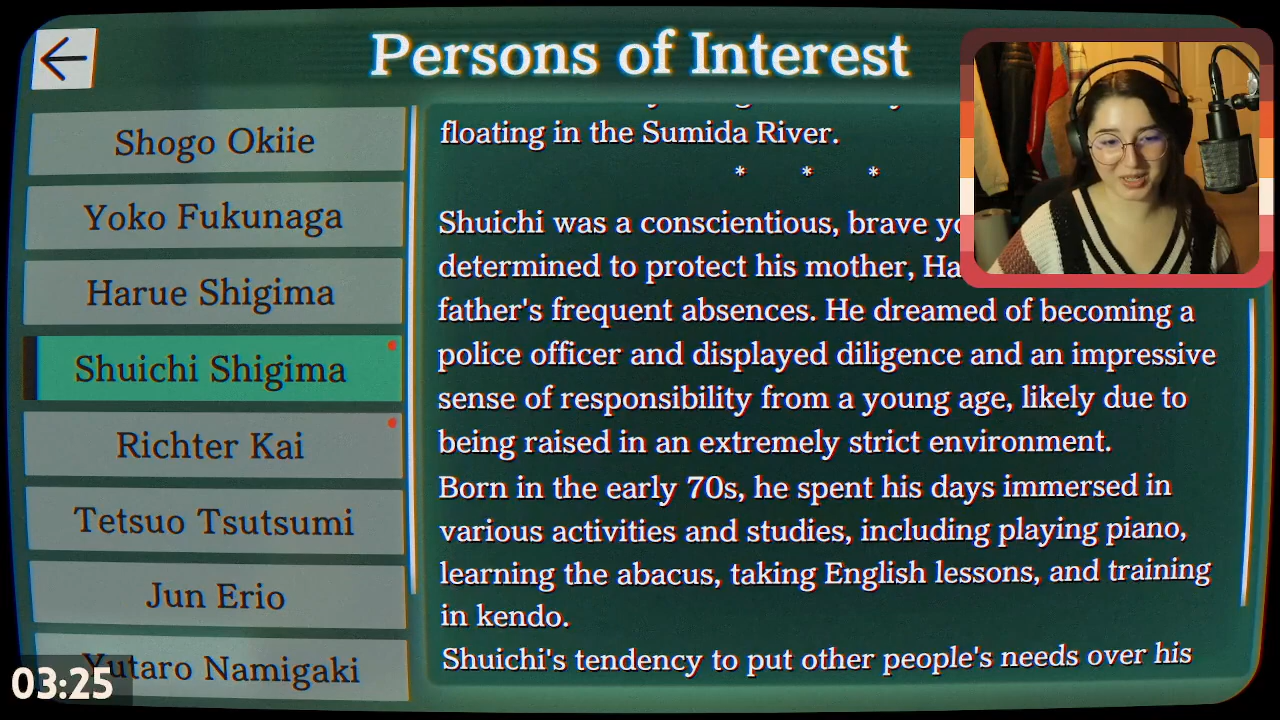 Persons of Interest
Shogo Okiie
Yoko Fukunaga
Harue Shigima
Shuichi Shigima
Richter Kai
Tetsuo Tsutsumi
Jun Erio
Yutaro Namigaki
03:25
floating in the Sumida River.
* * *
Shuichi was a conscientious, brave
determined to protect his mother,
father's frequent absences. He dreamed of becoming a
police officer and displayed diligence and an impressive
sense of responsibility from a young age, likely due to
being raised in an extremely strict environment.
Born in the early 70s, he spent his days immersed in
various activities and studies, including playing piano,
learning the abacus, taking English lessons, and training
in kendo.
Shuichi's tendency to put other people's needs over his